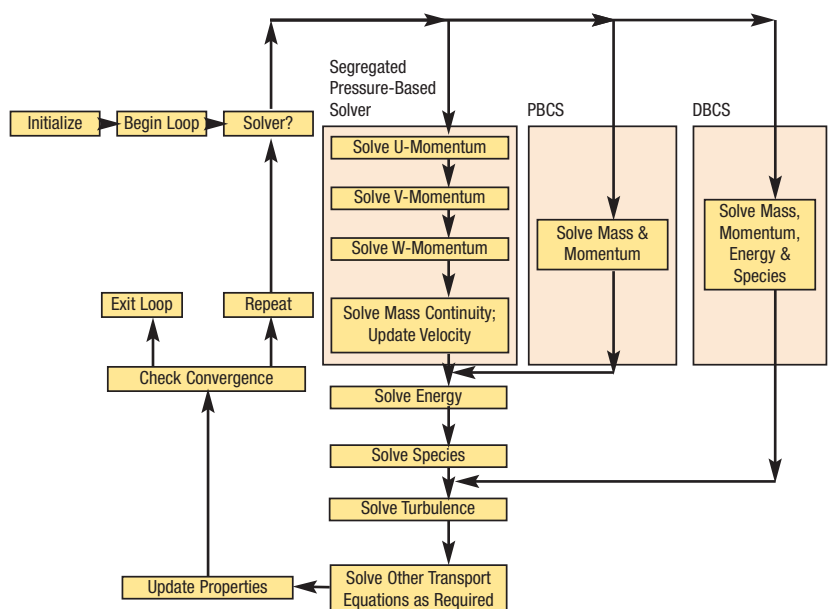 Segregated
Pressure-Based
Solver
PBCS
DBCS
Initialize
Begin Loop
Solver?
Solve U-Momentum
Solve V-Momentum
Solve W-Momentum
Solve Mass Continuity;
Update Velocity
Solve Mass &
Momentum
Solve Mass,
Momentum,
Energy &
Species
Exit Loop
Repeat
Check Convergence
Solve Energy
Solve Species
Solve Turbulence
Solve Other Transport
Equations as Required
Update Properties